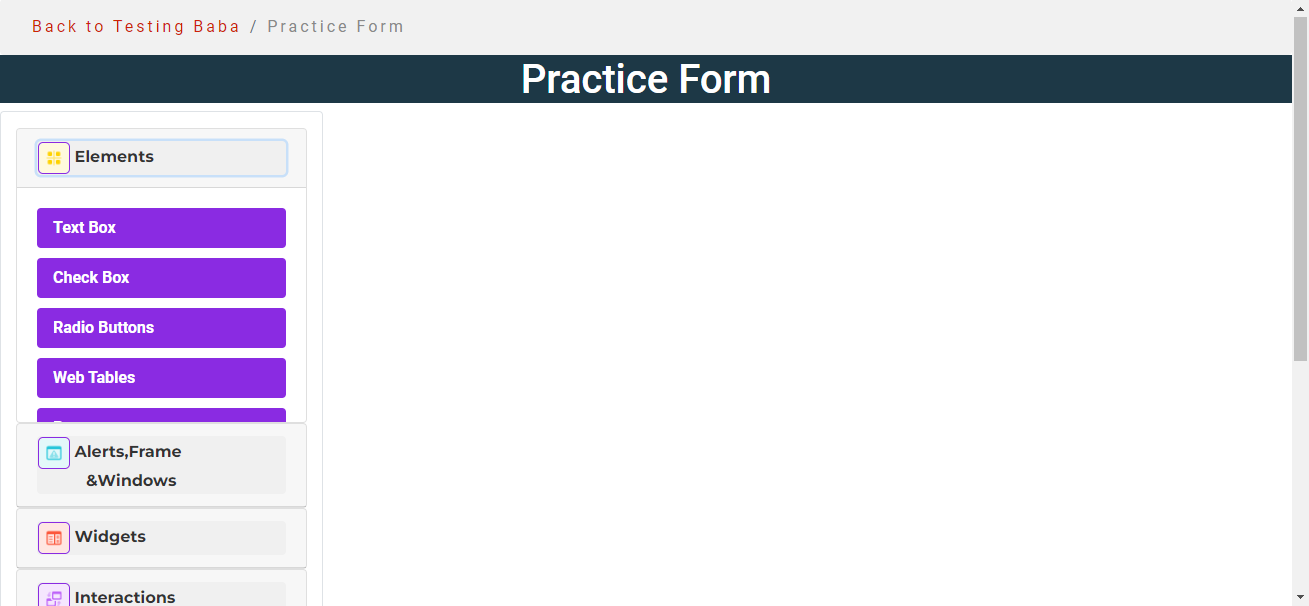 Back to Testing Baba / Practice Form
Practice Form
Elements
Text Box
Check Box
Radio Buttons
Web Tables
Alerts,Frame
&Windows
Widgets
Interactions